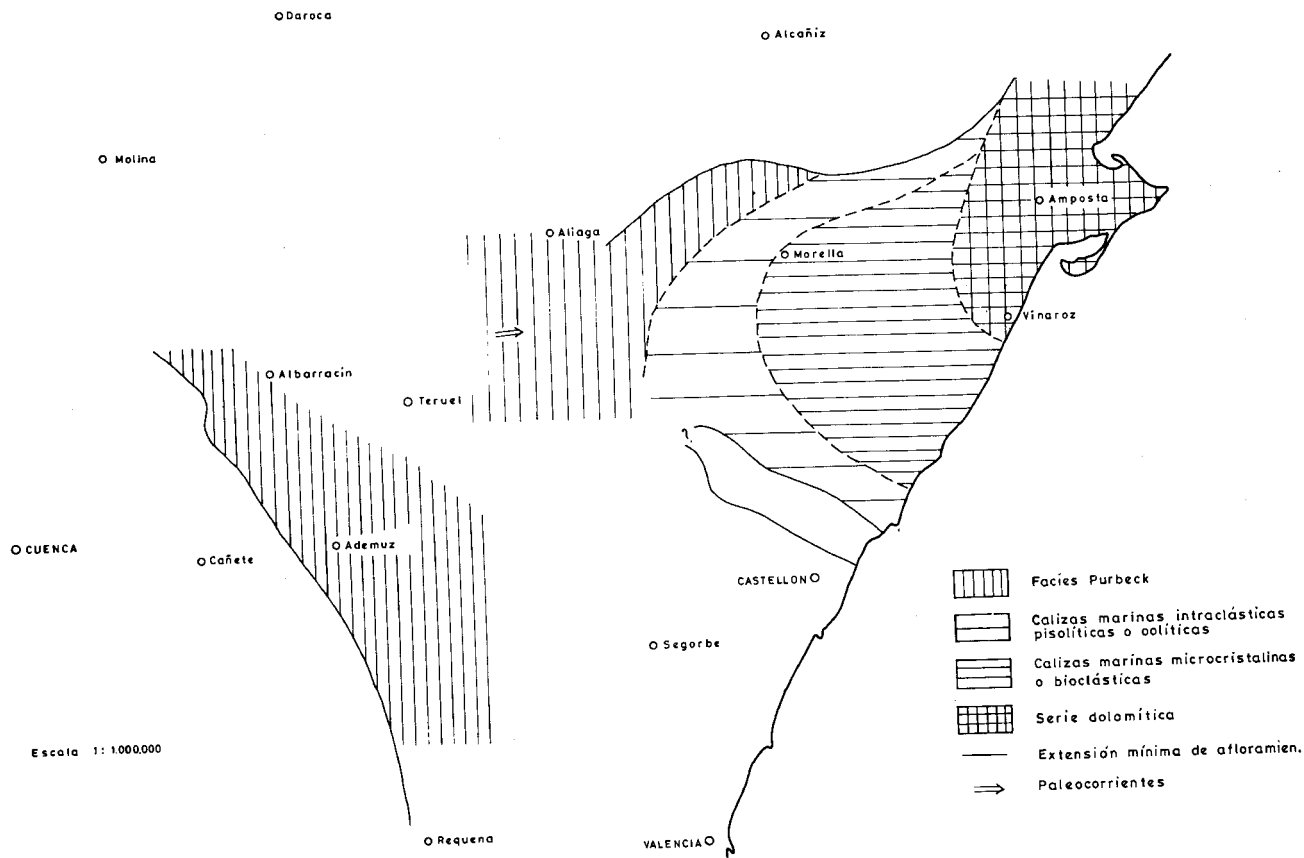 Daroca
Alcañiz
Molina
Amposta
Aliaga
Morella
Vinaroz
Albarracin
Teruel
?
CUENCA
Cañete
Ademuz
CASTELLON
Segorbe
Requena
VALENCIA
Escala 1: 1.000,000
Facies Purbeck
Calizas marinas intraclásticas
pisolíticas o oolíticas
Calizas marinas microcristalinas
o bioclásticas
Serie dolomítica
Extensión mínima de afloramien.
Paleocorrientes